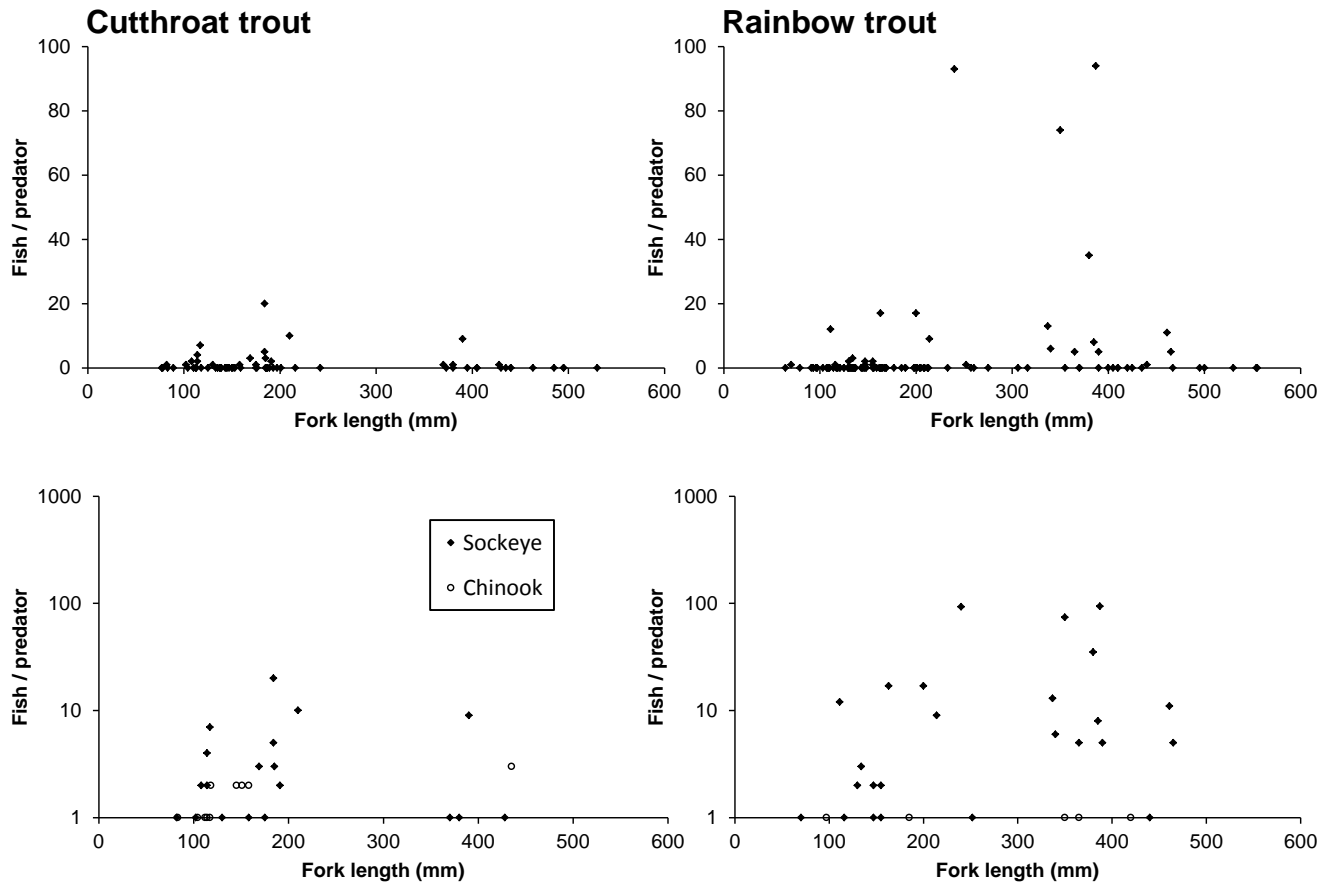 Cutthroat trout
Rainbow trout
100
80
60
40
20
0
Fish / predator
0 100 200 300 400 500 600
Fork length (mm)
100
80
60
40
20
0
Fish / predator
0 100 200 300 400 500 600
Fork length (mm)
1000
100
10
1
Fish / predator
Sockeye
Chinook
0 100 200 300 400 500 600
Fork length (mm)
1000
100
10
1
Fish / predator
0 100 200 300 400 500 600
Fork length (mm)